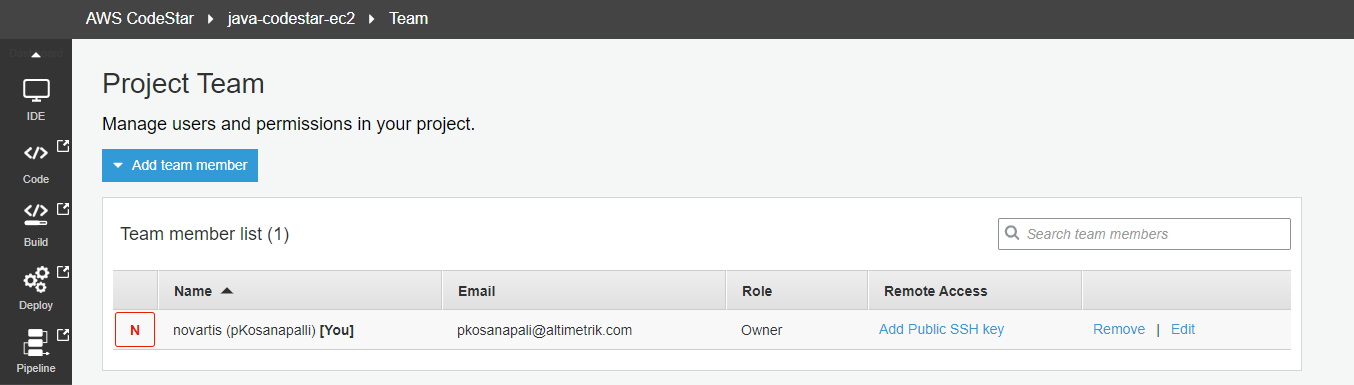 AWS CodeStar java-codestar-ec2 Team
Dashboard
IDE
Code
Build
Deploy
Pipeline
Project Team
Manage users and permissions in your project.
Add team member
Team member list (1)
Search team members
Name Email Role Remote Access
N novartis (pKosanapalli) [You] pkosanapali@altimetrik.com Owner Add Public SSH key Remove | Edit